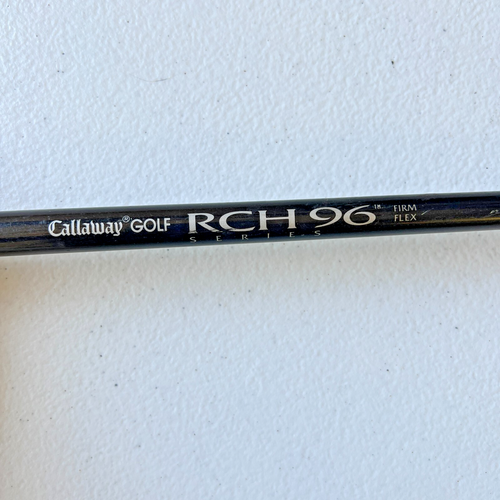 Callaway® GOLF RCH 96™ FIRM
SERIES FLEX